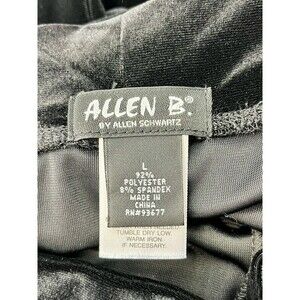 ALLEN B.®
BY ALLEN SCHWARTZ
L
92%
POLYESTER
8% SPANDEX
MADE IN
CHINA
RN#93677
TUMBLE DRY LOW.
WARM IRON
IF NECESSARY.